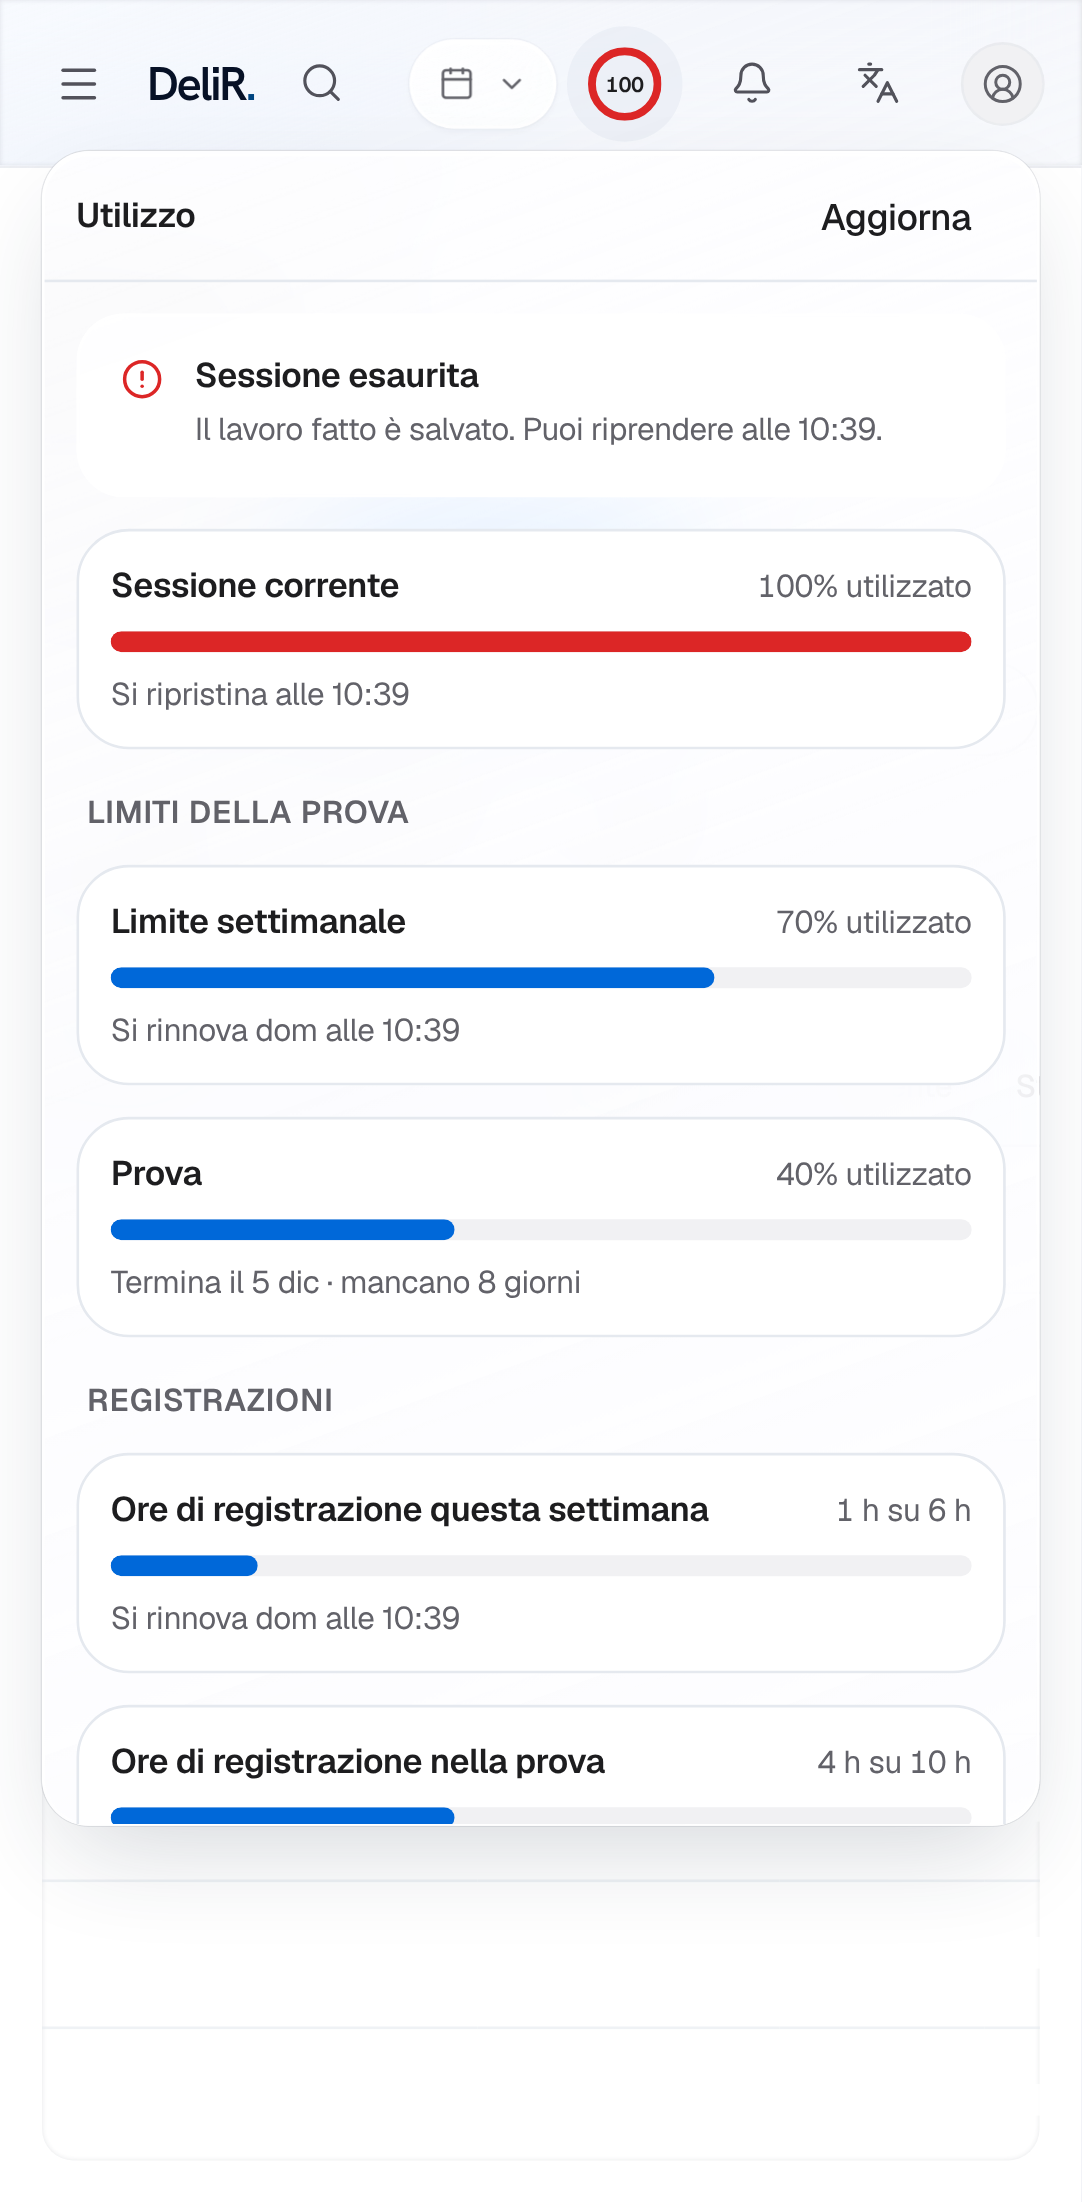 DeliR.
100
Utilizzo
Aggiorna
Sessione esaurita
Il lavoro fatto è salvato. Puoi riprendere alle 10:39.
Sessione corrente
100% utilizzato
Si ripristina alle 10:39
LIMITI DELLA PROVA
Limite settimanale
70% utilizzato
Si rinnova dom alle 10:39
Prova
40% utilizzato
Termina il 5 dic · mancano 8 giorni
REGISTRAZIONI
Ore di registrazione questa settimana
1 h su 6 h
Si rinnova dom alle 10:39
Ore di registrazione nella prova
4 h su 10 h